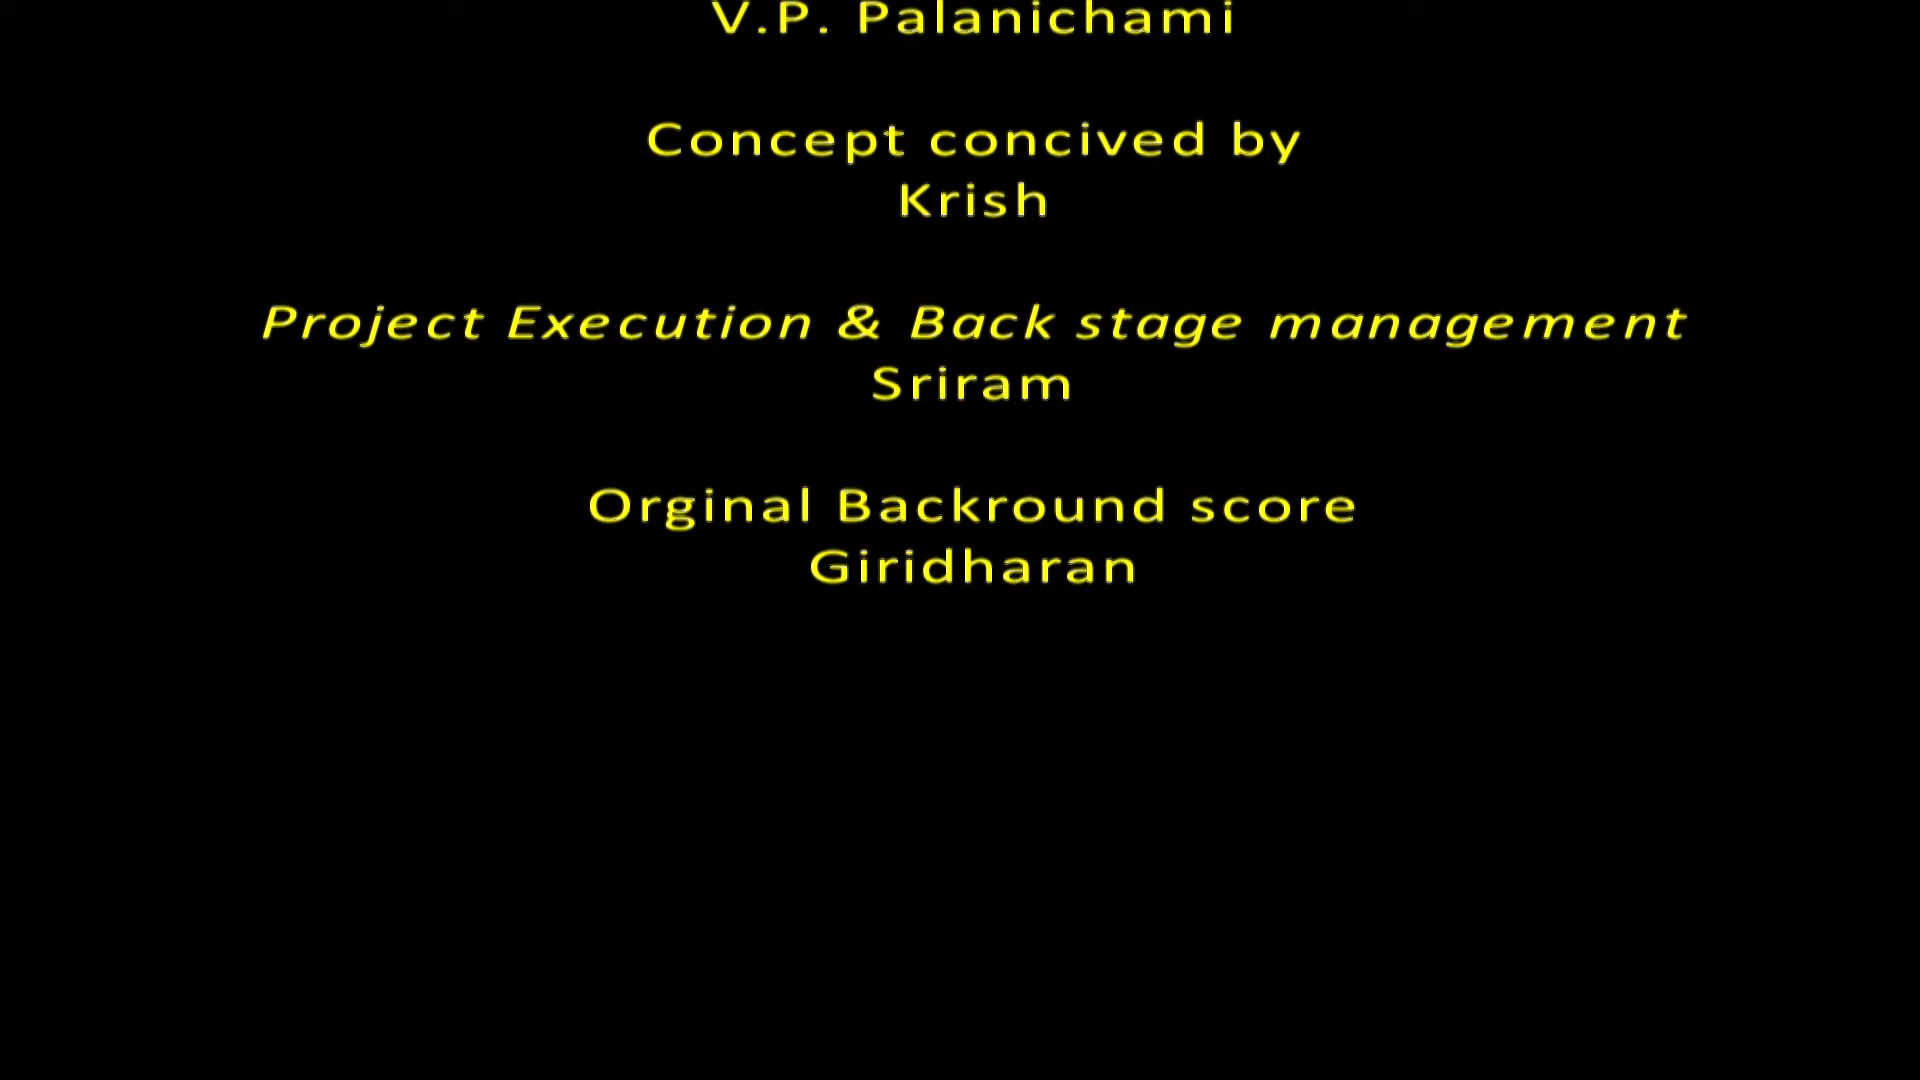 V.P. Palanichami
Concept concived by
Krish
Project Execution & Back stage management
Sriram
Orginal Backround score
Giridharan